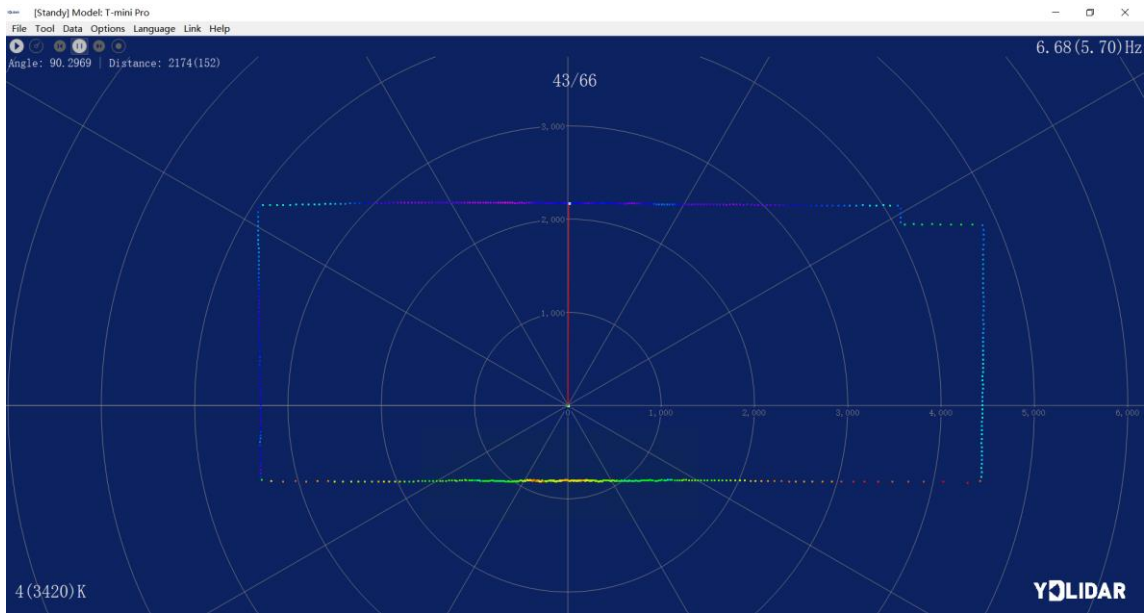 [Standy] Model: T-mini Pro
File Tool Data Options Language Link Help
6.68(5.70)Hz
Angle: 90.2969 | Distance: 2174(152)
43/66
3,000
2,000
1,000
0 1,000 2,000 3,000 4,000 5,000 6,000
4(3420)K
YDLIDAR